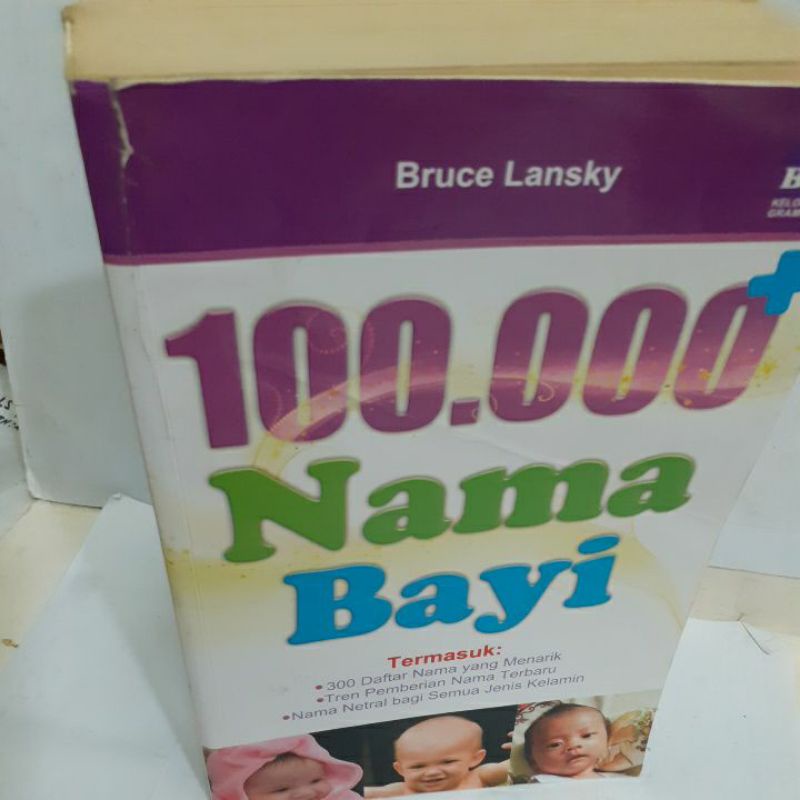 Bruce Lansky
100.000+
Nama
Bayi
Termasuk:
•300 Daftar Nama yang Menarik
•Tren Pemberian Nama Terbaru
•Nama Netral bagi Semua Jenis Kelamin